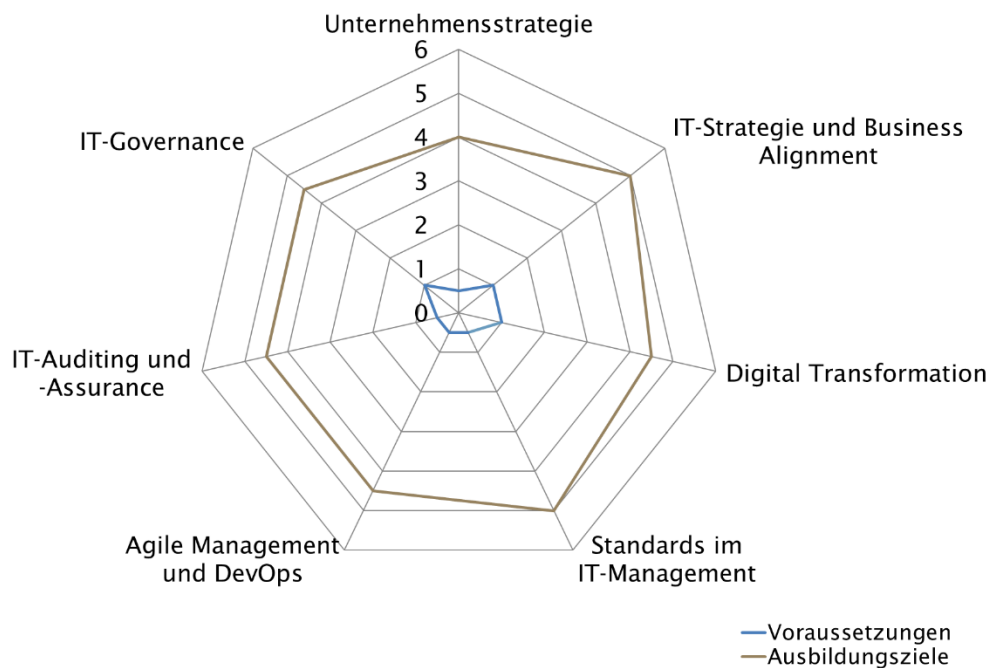 Unternehmensstrategie
6
5
4
3
2
1
0
IT-Strategie und Business
Alignment
Digital Transformation
Standards im
IT-Management
Agile Management
und DevOps
IT-Auditing und
-Assurance
IT-Governance
Voraussetzungen
Ausbildungsziele